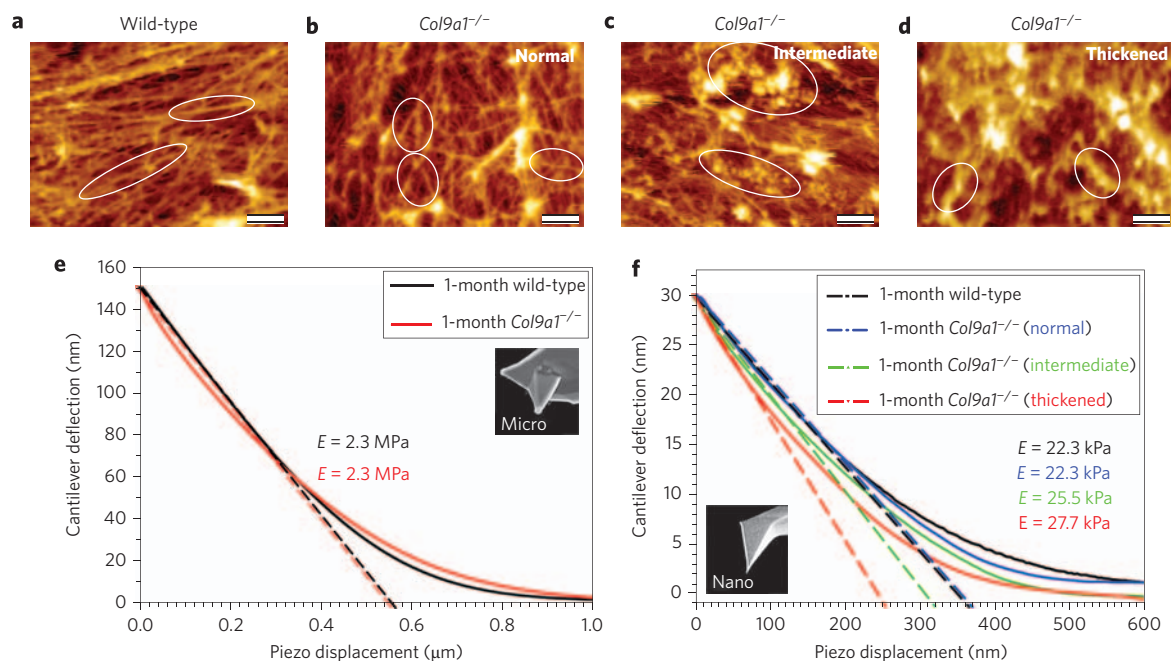 a
Wild-type
b
Col9a1−/−
Normal
c
Col9a1−/−
Intermediate
d
Col9a1−/−
Thickened
e
160
140
120
100
80
60
40
20
0
Cantilever deflection (nm)
1-month wild-type
1-month Col9a1−/−
Micro
E = 2.3 MPa
E = 2.3 MPa
0.0
0.2
0.4
0.6
0.8
1.0
Piezo displacement (μm)
f
30
25
20
15
10
5
0
Cantilever deflection (nm)
1-month wild-type
1-month Col9a1−/− (normal)
1-month Col9a1−/− (intermediate)
1-month Col9a1−/− (thickened)
E = 22.3 kPa
E = 22.3 kPa
E = 25.5 kPa
E = 27.7 kPa
Nano
0
100
200
300
400
500
600
Piezo displacement (nm)